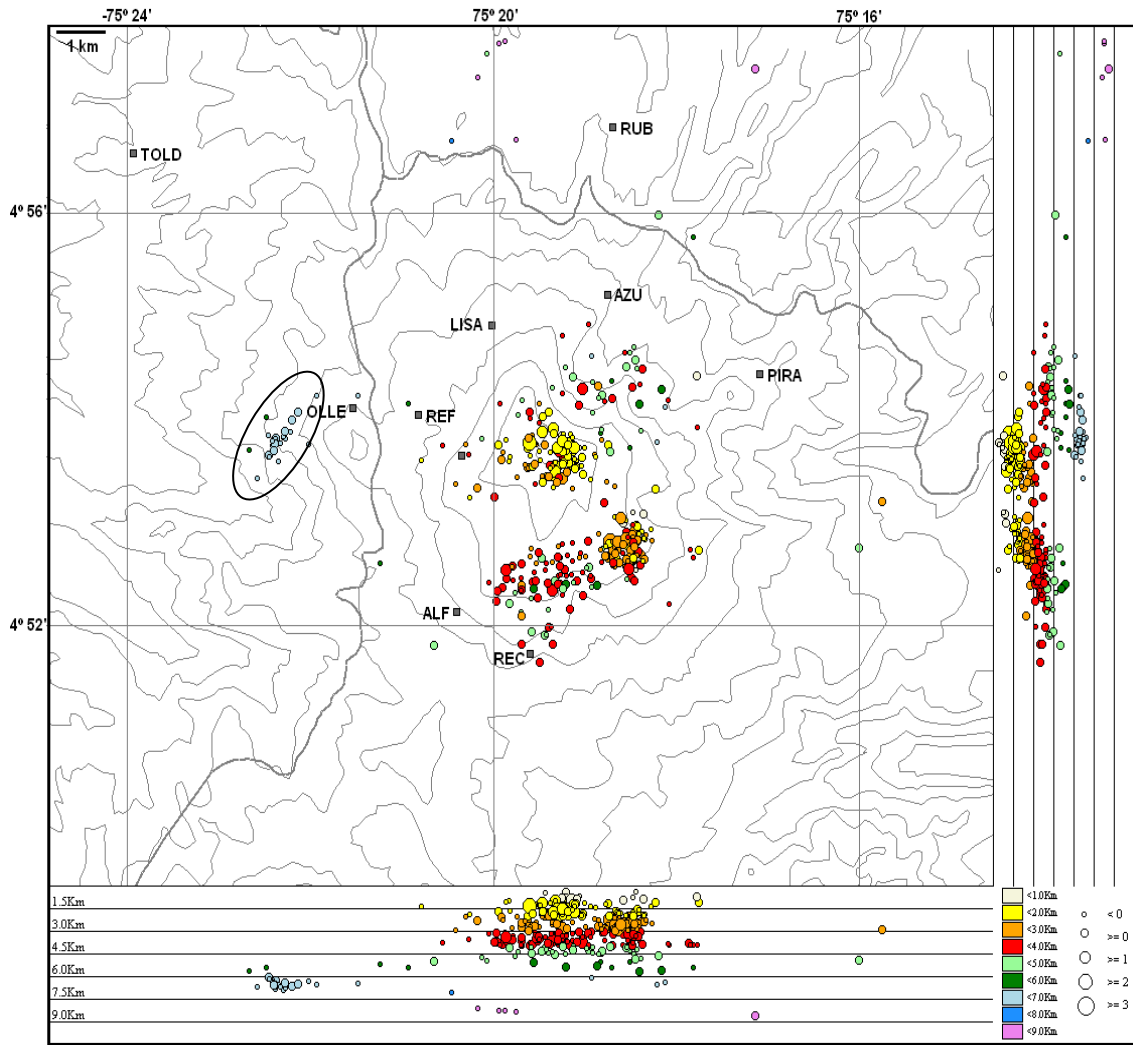 -75º 24'
75º 20'
75º 16'
1 km
RUB
TOLD
4º 56'
AZU
LISA
PIRA
OLLE
REF
ALF
4º 52'
REC
1.5Km
3.0Km
4.5Km
6.0Km
7.5Km
9.0Km
<1.0Km
<2.0Km
<3.0Km
<4.0Km
<5.0Km
<6.0Km
<7.0Km
<8.0Km
<9.0Km
< 0
>= 0
>= 1
>= 2
>= 3